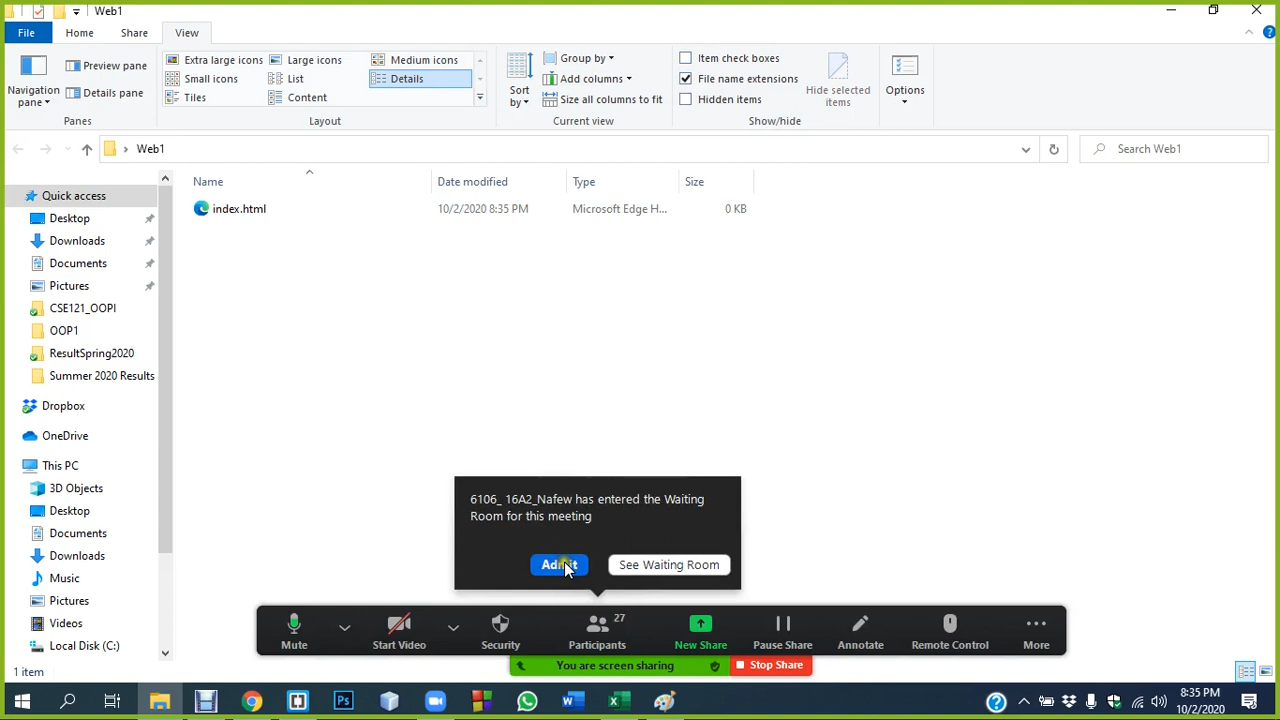 Web1
File Home Share View
Extra large icons Large icons Medium icons
Small icons List Details
Tiles Content
Preview pane
Details pane
Navigation pane
Panes
Layout
Sort by
Group by
Add columns
Size all columns to fit
Current view
Item check boxes
File name extensions
Hidden items
Hide selected items
Show/hide
Options
Web1
Search Web1
Name Date modified Type Size
index.html 10/2/2020 8:35 PM Microsoft Edge H... 0 KB
Quick access
Desktop
Downloads
Documents
Pictures
CSE121_OOPI
OOP1
ResultSpring2020
Summer 2020 Results
Dropbox
OneDrive
This PC
3D Objects
Desktop
Documents
Downloads
Music
Pictures
Videos
Local Disk (C:)
1 item
6106_ 16A2_Nafew has entered the Waiting
Room for this meeting
Admit See Waiting Room
27
Mute Start Video Security Participants New Share Pause Share Annotate Remote Control More
You are screen sharing Stop Share
8:35 PM
10/2/2020